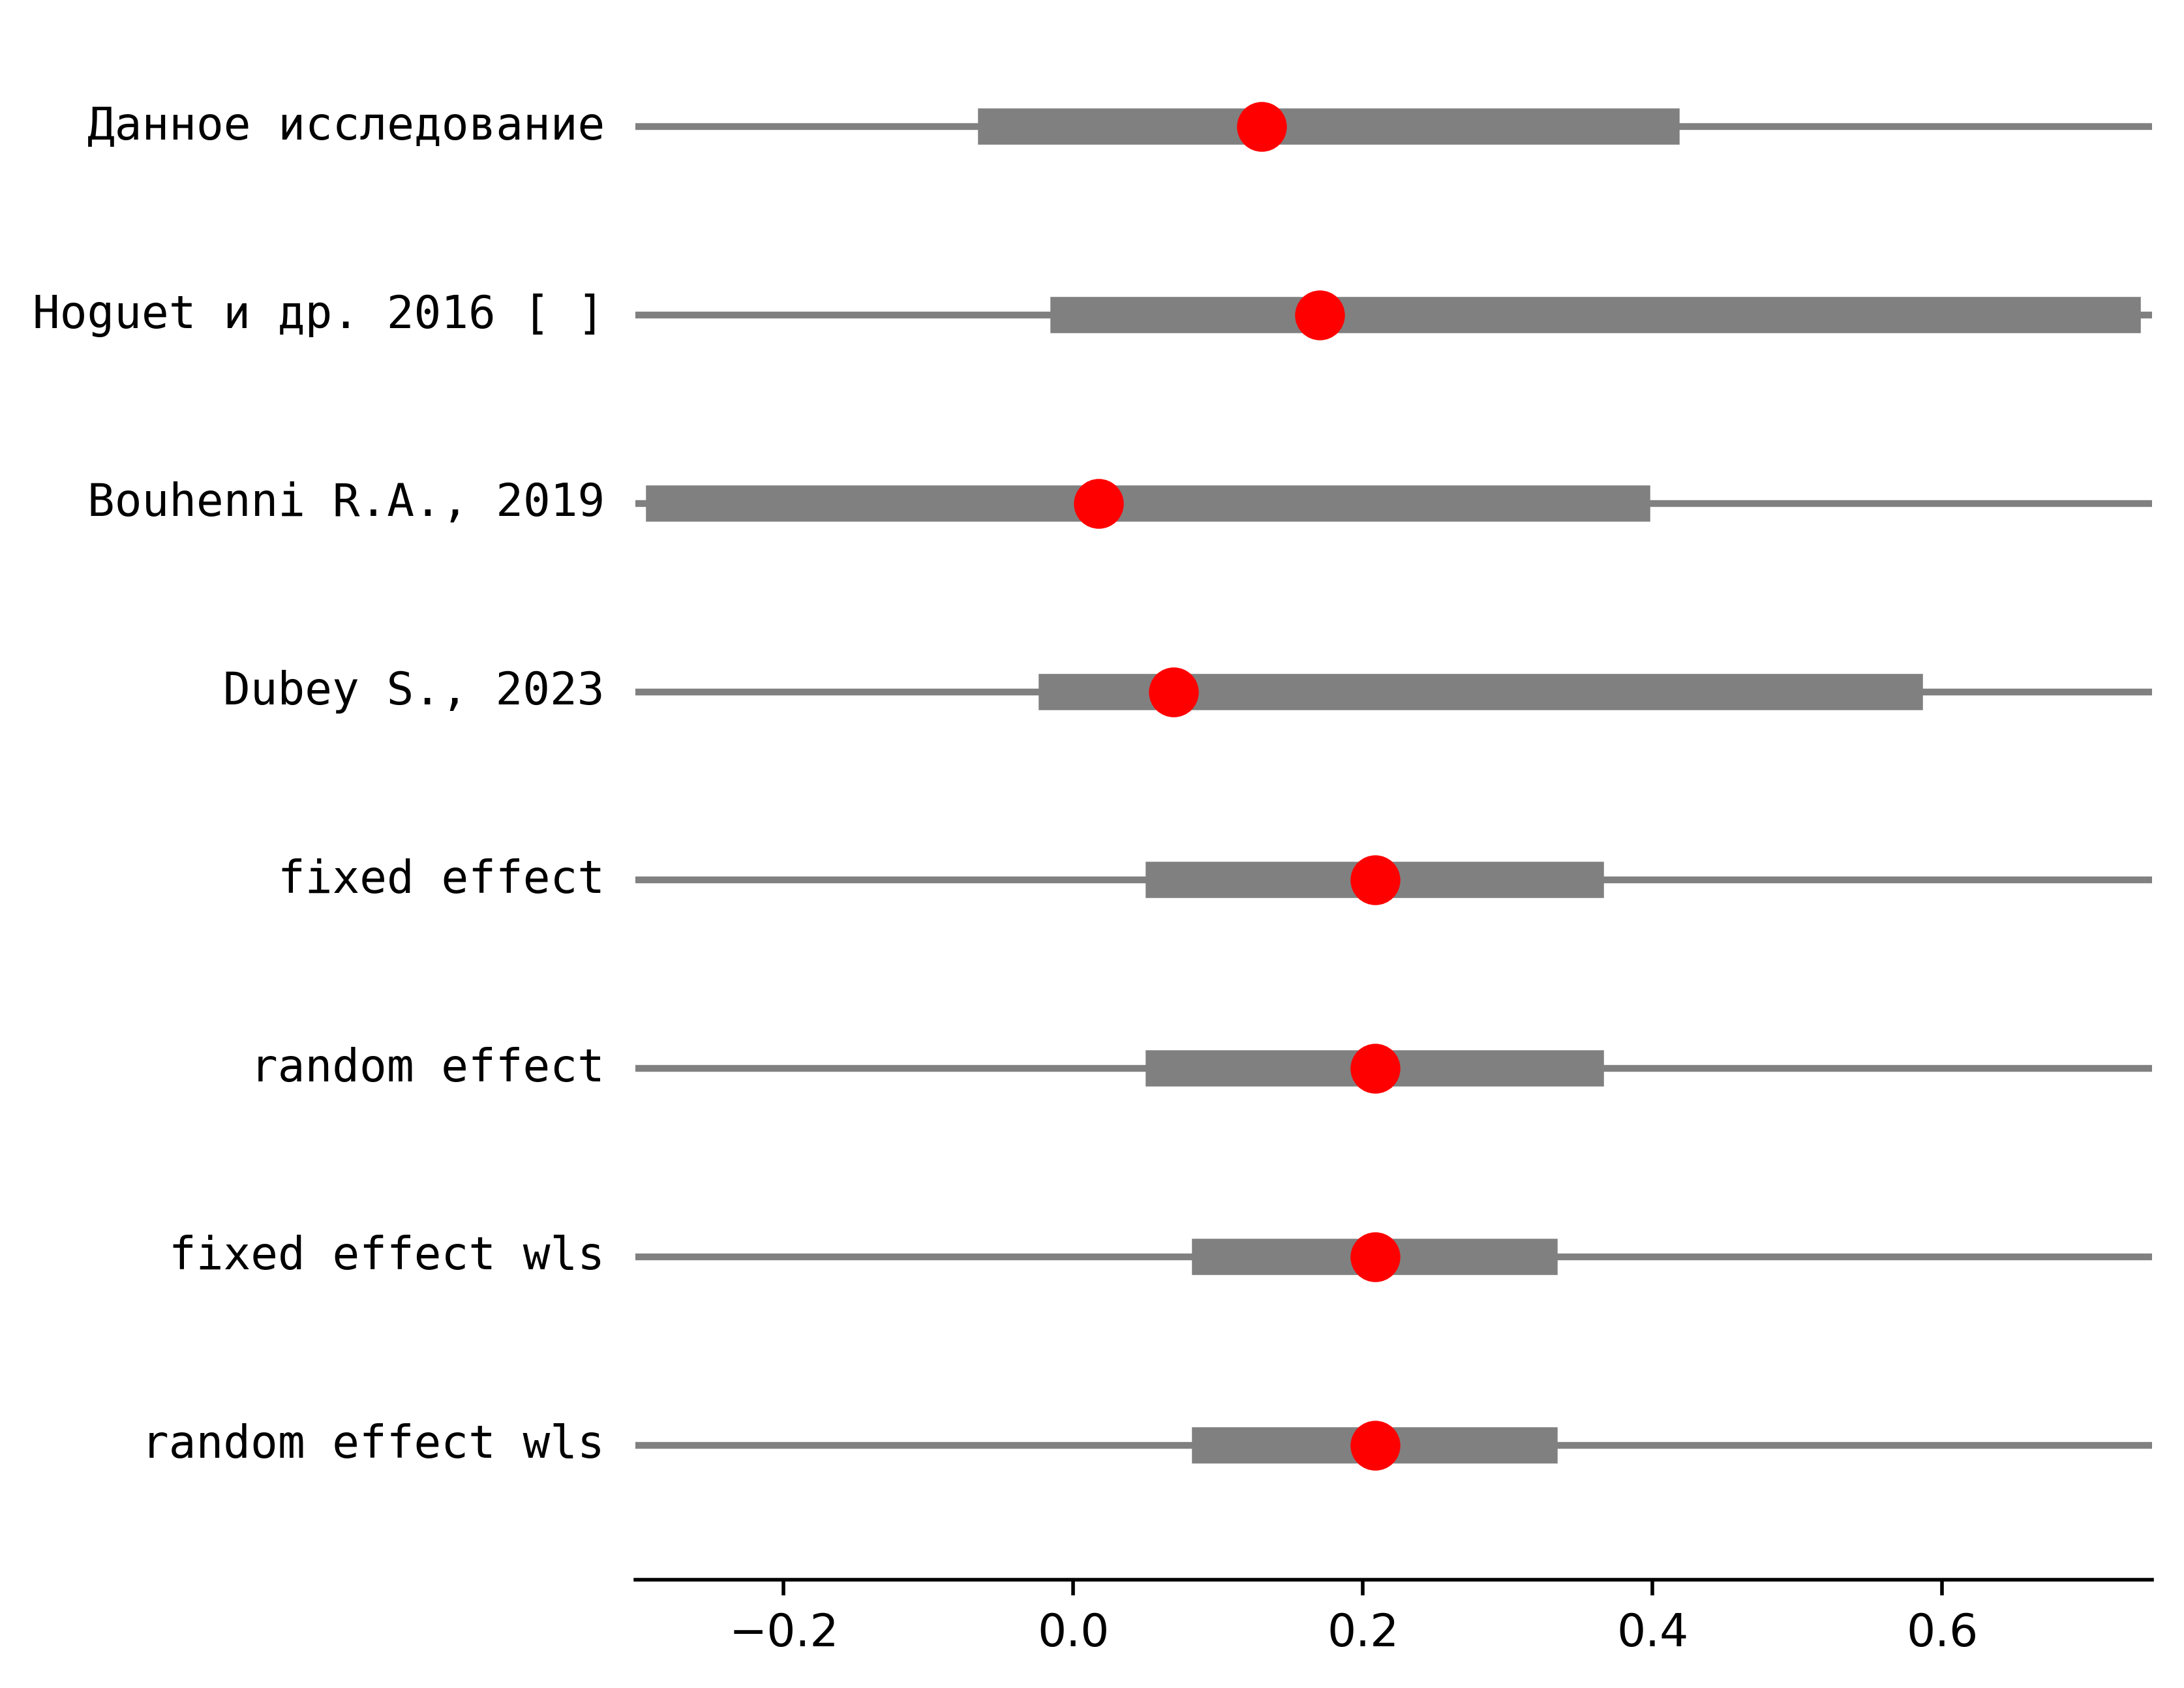 Данное исследование
Hoguet и др. 2016 [ ]
Bouhenni R.A., 2019
Dubey S., 2023
fixed effect
random effect
fixed effect wls
random effect wls
−0.2 0.0 0.2 0.4 0.6